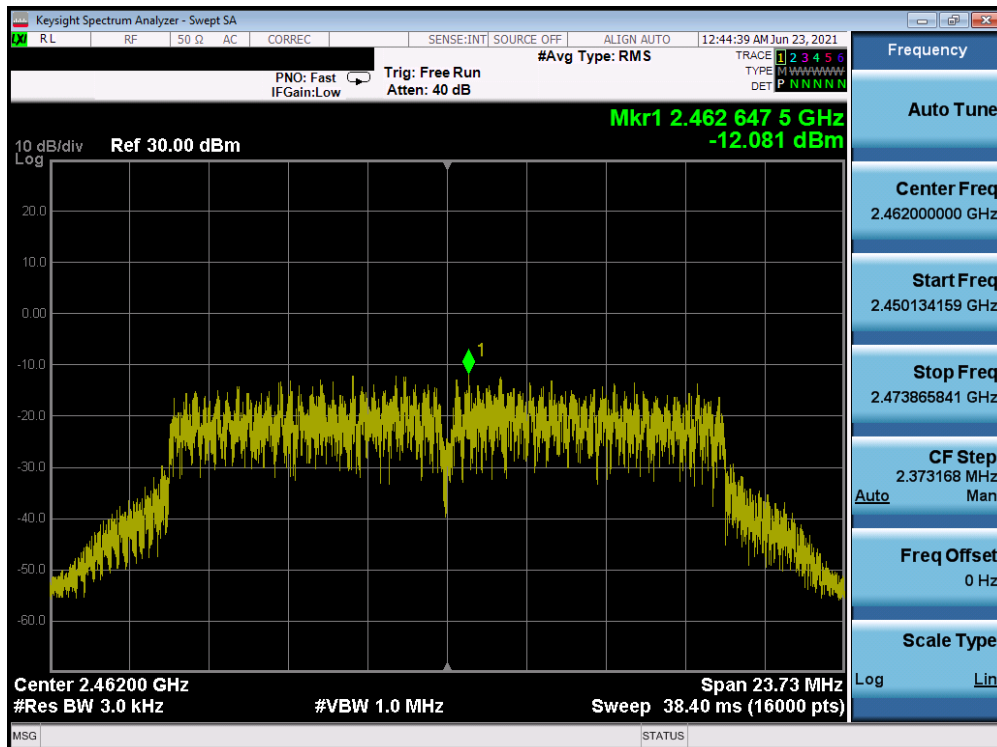 Keysight Spectrum Analyzer - Swept SA
LXI RL RF 50 Ω AC CORREC SENSE:INT SOURCE OFF ALIGN AUTO 12:44:39 AM Jun 23, 2021
#Avg Type: RMS
TRACE 1 2 3 4 5 6
PNO: Fast Trig: Free Run TYPE M WWWWW
IFGain:Low Atten: 40 dB DET P N N N N N
Mkr1 2.462 647 5 GHz
-12.081 dBm
10 dB/div Ref 30.00 dBm
Log
1
20.0
10.0
0.00
-10.0
-20.0
-30.0
-40.0
-50.0
-60.0
Center 2.46200 GHz Span 23.73 MHz
#Res BW 3.0 kHz #VBW 1.0 MHz Sweep 38.40 ms (16000 pts)
MSG STATUS
Frequency
Auto Tune
Center Freq
2.462000000 GHz
Start Freq
2.450134159 GHz
Stop Freq
2.473865841 GHz
CF Step
2.373168 MHz
Auto Man
Freq Offset
0 Hz
Scale Type
Log Lin